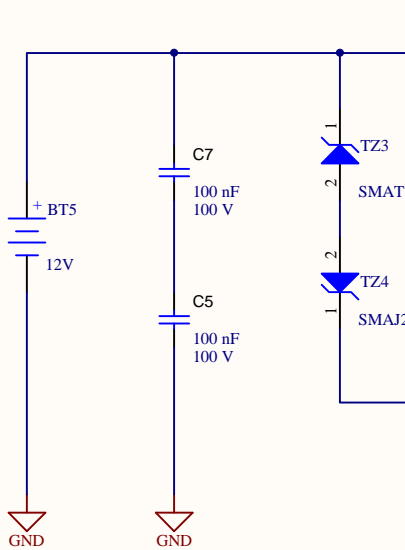 C7
100 nF
100 V
1
TZ3
2
SMAT
+
BT5
12V
2
TZ4
1
SMAJ2
C5
100 nF
100 V
GND
GND